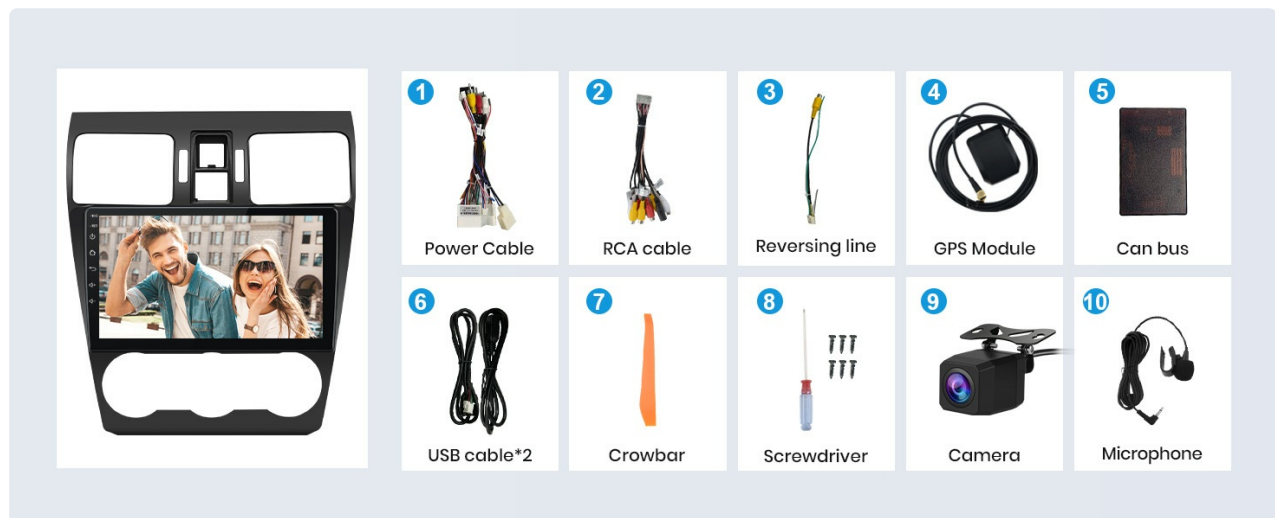 1
Power Cable
2
RCA cable
3
Reversing line
4
GPS Module
5
Can bus
6
USB cable*2
7
Crowbar
8
Screwdriver
9
Camera
10
Microphone